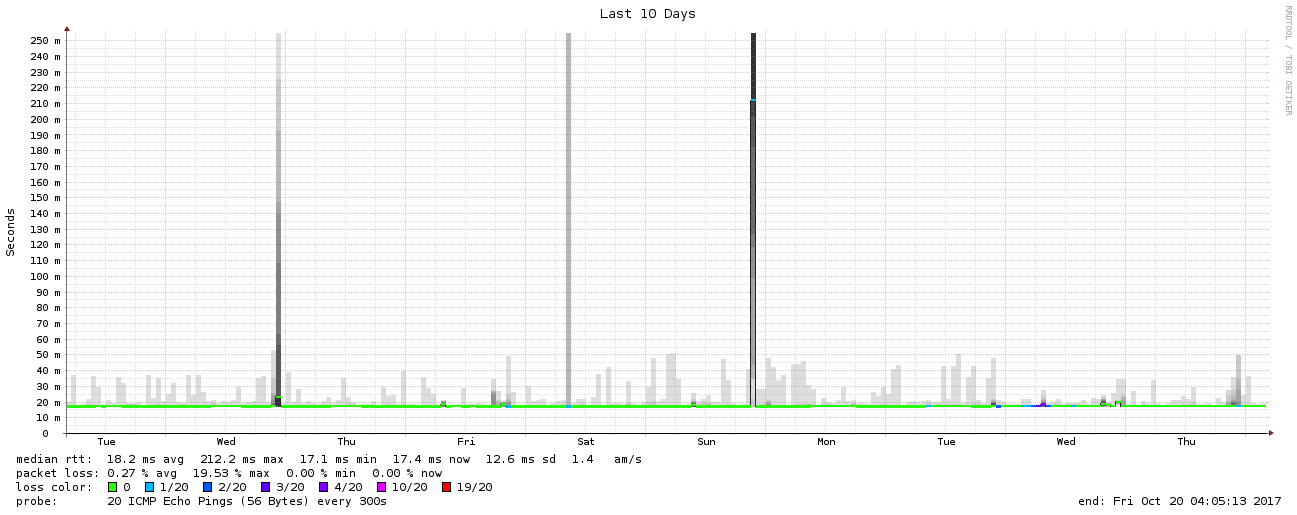 Last 10 Days
RRDTOOL / TOBI OETIKER
Seconds
250 m
240 m
230 m
220 m
210 m
200 m
190 m
180 m
170 m
160 m
150 m
140 m
130 m
120 m
110 m
100 m
90 m
80 m
70 m
60 m
50 m
40 m
30 m
20 m
10 m
0
Tue Wed Thu Fri Sat Sun Mon Tue Wed Thu
median rtt: 18.2 ms avg 212.2 ms max 17.1 ms min 17.4 ms now 12.6 ms sd 1.4 am/s
packet loss: 0.27 % avg 19.53 % max 0.00 % min 0.00 % now
loss color: 0 1/20 2/20 3/20 4/20 10/20 19/20
probe: 20 ICMP Echo Pings (56 Bytes) every 300s end: Fri Oct 20 04:05:13 2017